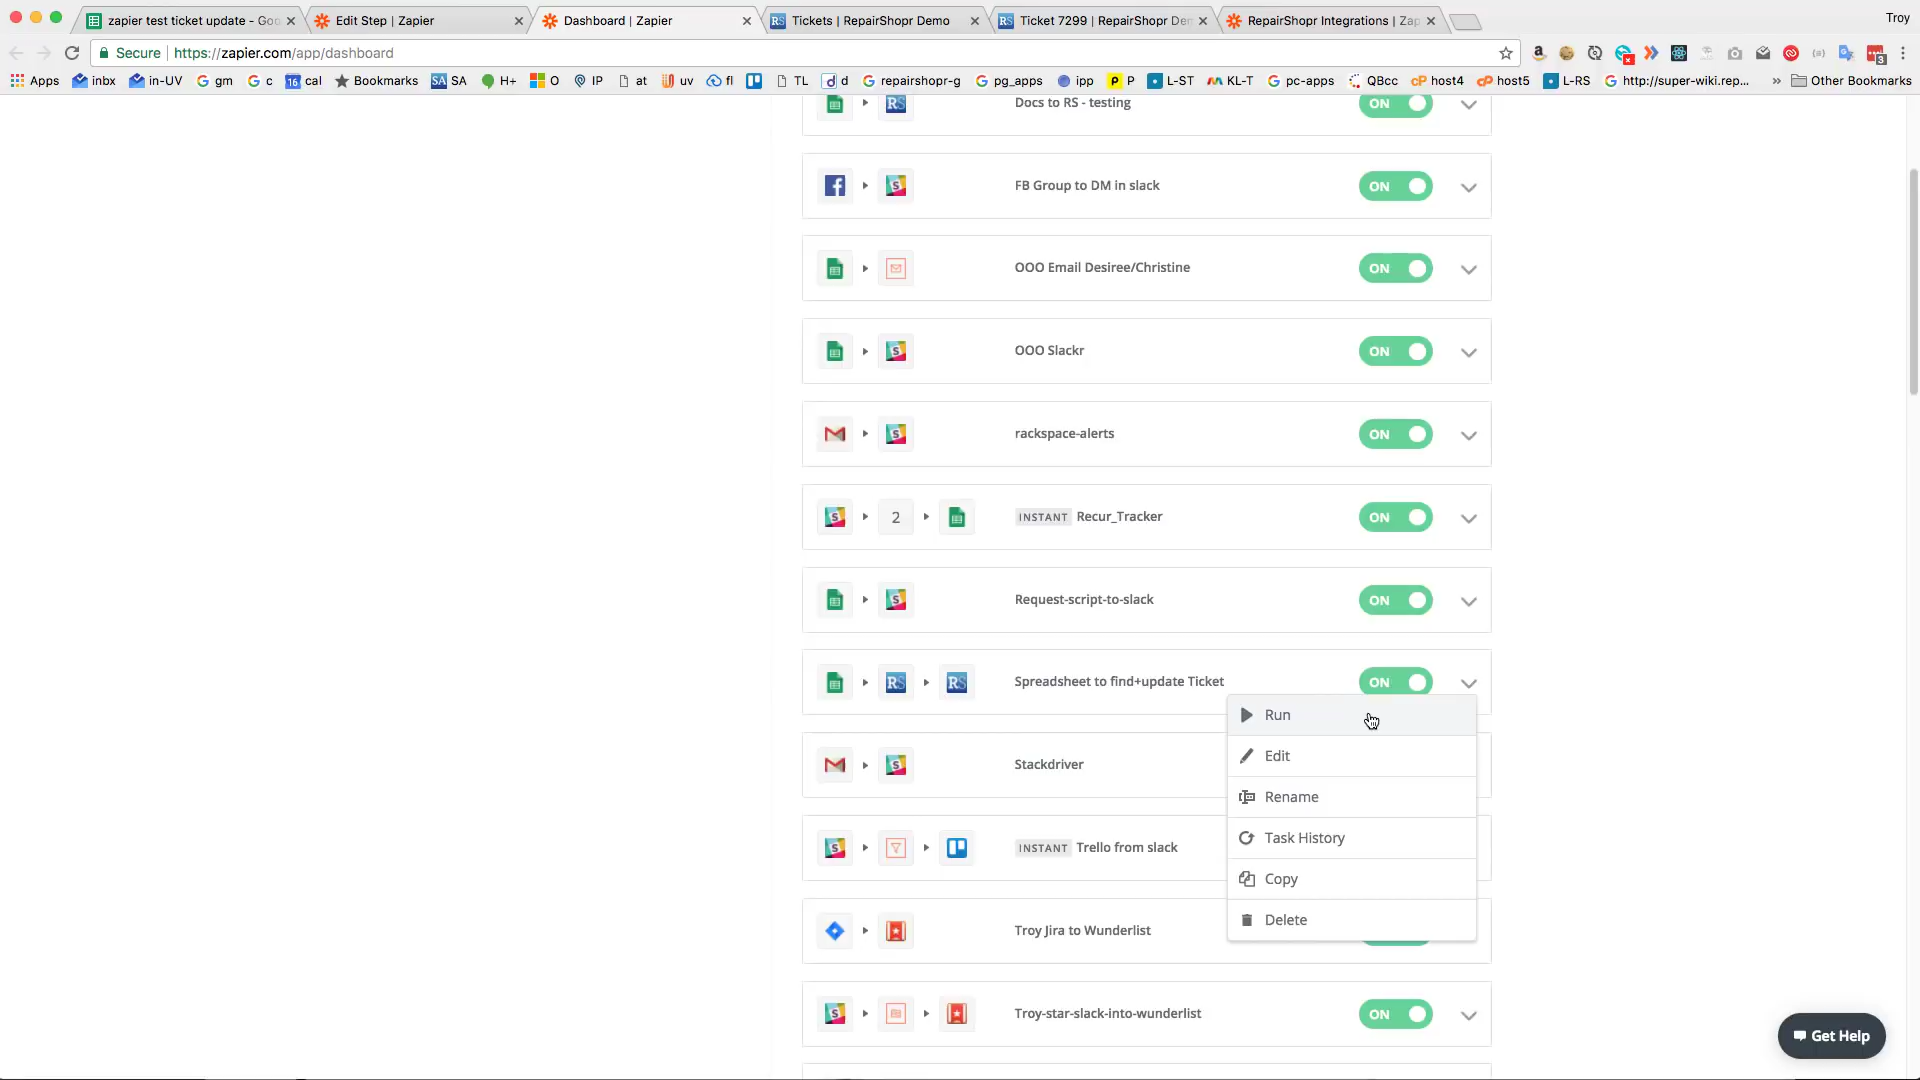 zapier test ticket update - Goo
Edit Step | Zapier
Dashboard | Zapier
Tickets | RepairShopr Demo
Ticket 7299 | RepairShopr De
RepairShopr Integrations | Zap
Troy
Secure
https://zapier.com/app/dashboard
Apps
inbx
in-UV
gm
c
cal
Bookmarks
SA
H+
O
IP
at
uv
fl
TL
d
repairshopr-g
pg_apps
ipp
P
L-ST
KL-T
pc-apps
QBcc
host4
host5
L-RS
http://super-wiki.rep...
»
Other Bookmarks
Docs to RS - testing
ON
FB Group to DM in slack
ON
OOO Email Desiree/Christine
ON
OOO Slackr
ON
rackspace-alerts
ON
2
INSTANT Recur_Tracker
ON
Request-script-to-slack
ON
RS
RS
Spreadsheet to find+update Ticket
ON
Run
Edit
Rename
Task History
Copy
Delete
Stackdriver
INSTANT Trello from slack
Troy Jira to Wunderlist
Troy-star-slack-into-wunderlist
ON
Get Help